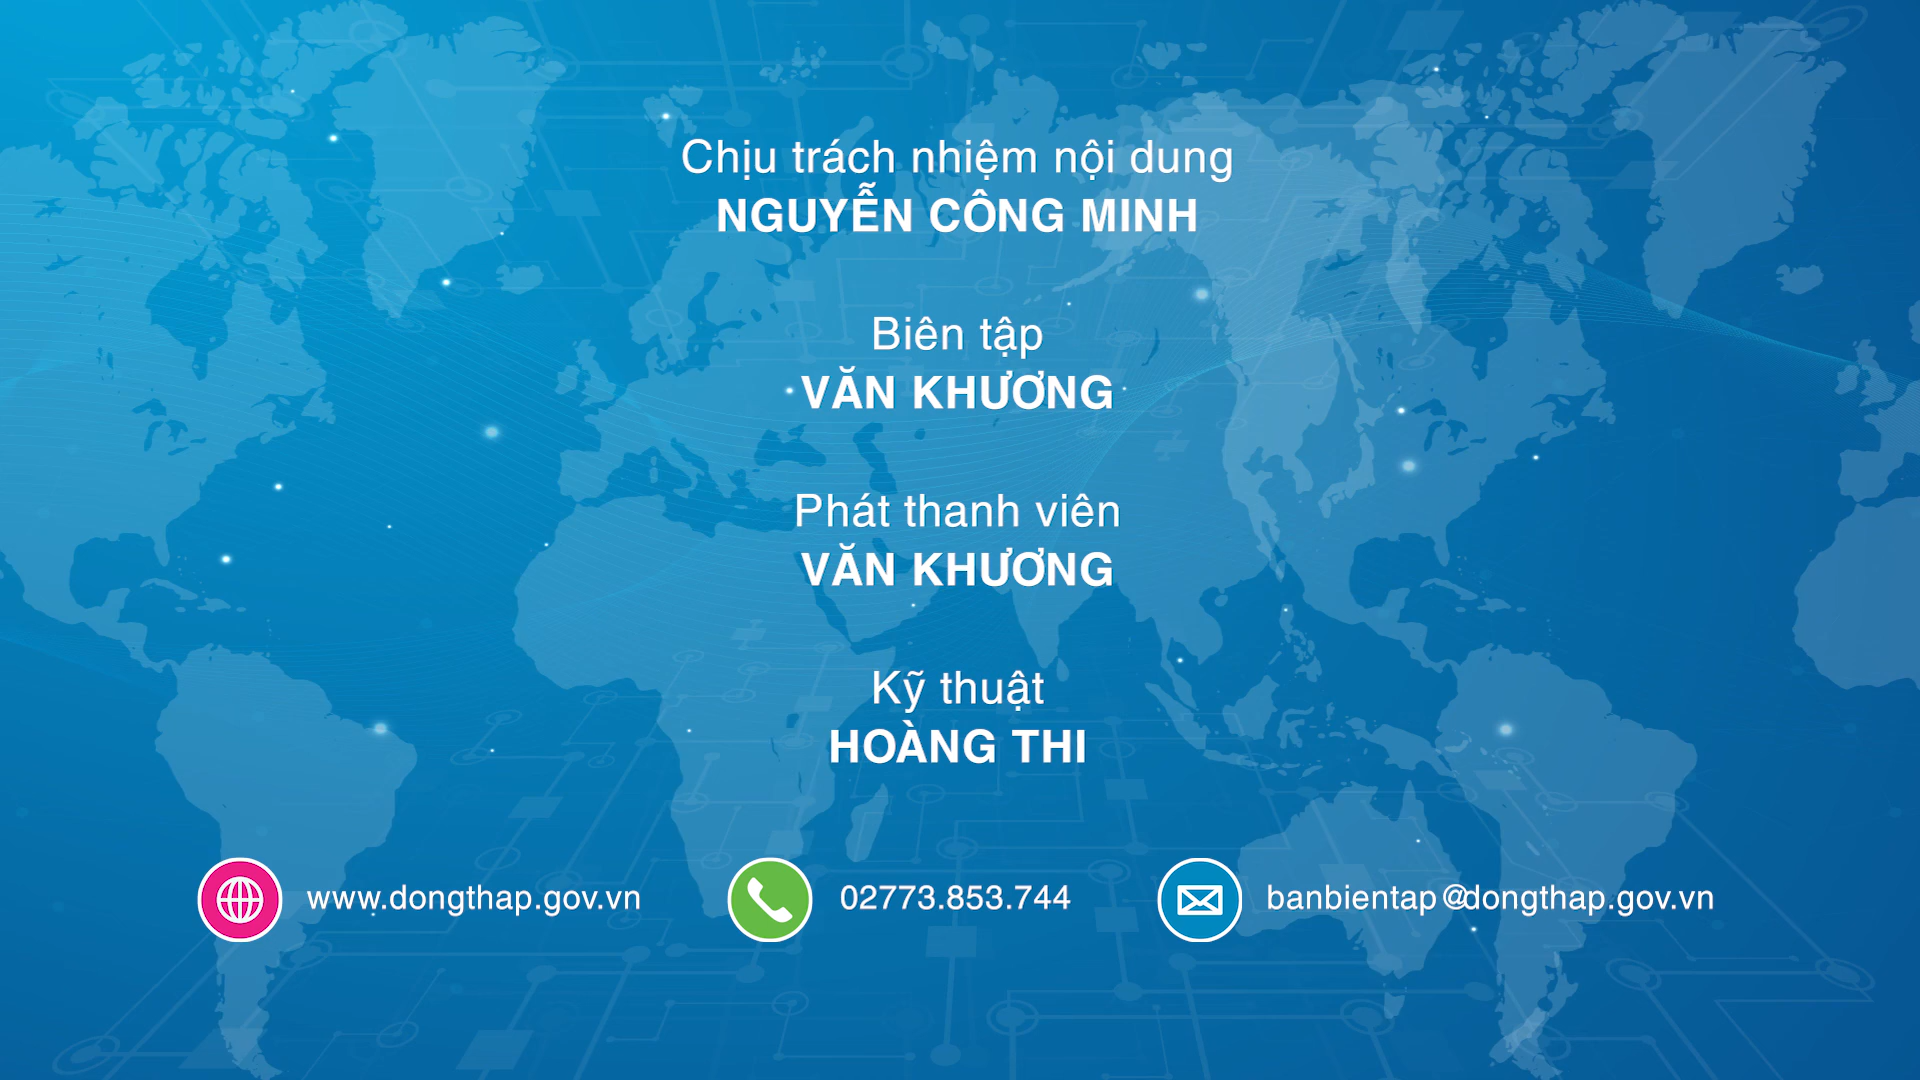 Chịu trách nhiệm nội dung
NGUYỄN CÔNG MINH
Biên tập
VĂN KHƯƠNG
Phát thanh viên
VĂN KHƯƠNG
Kỹ thuật
HOÀNG THI
www.dongthap.gov.vn
02773.853.744
banbientap@dongthap.gov.vn